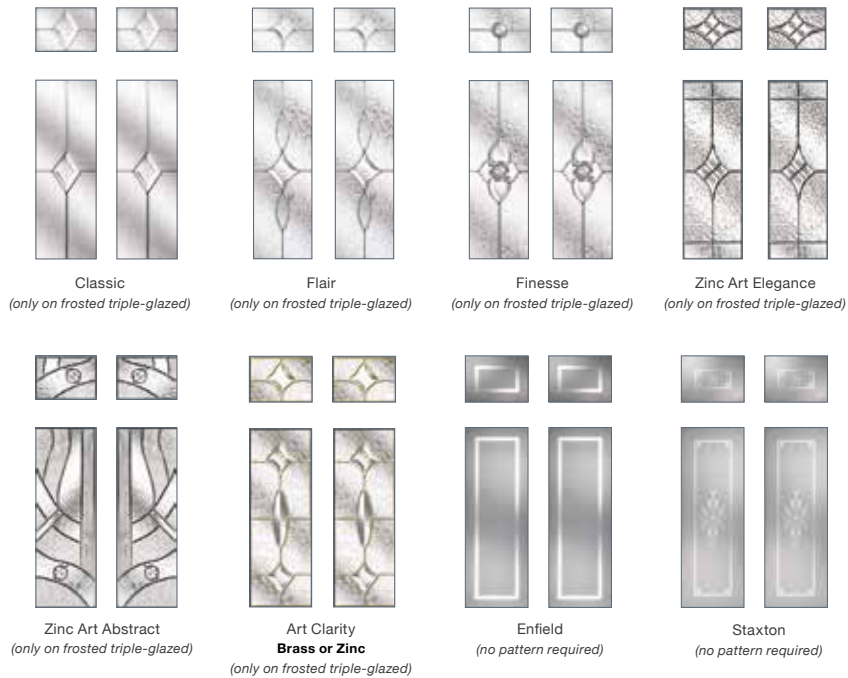 Classic
(only on frosted triple-glazed)
Flair
(only on frosted triple-glazed)
Finesse
(only on frosted triple-glazed)
Zinc Art Elegance
(only on frosted triple-glazed)
Zinc Art Abstract
(only on frosted triple-glazed)
Art Clarity
Brass or Zinc
(only on frosted triple-glazed)
Enfield
(no pattern required)
Staxton
(no pattern required)